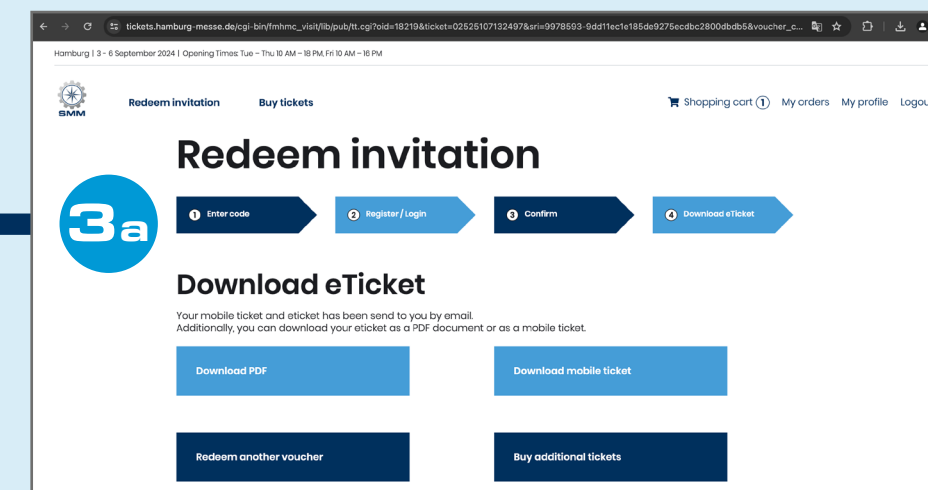 tickets.hamburg-messe.de/cgi-bin/fmhmc_visit/lib/pub/tt.cgi?oid=18219&ticket=02525107132497&sri=9978593-9dd11ec1e185de9275ecdbc2800dbdb5&voucher_c...
Hamburg | 3 - 6 September 2024 | Opening Times: Tue – Thu 10 AM – 18 PM, Fri 10 AM – 16 PM
SMM
Redeem invitation Buy tickets Shopping cart 1 My orders My profile Logou
Redeem invitation
3a
1 Enter code 2 Register / Login 3 Confirm 4 Download eTicket
Download eTicket
Your mobile ticket and eticket has been send to you by email.
Additionally, you can download your eticket as a PDF document or as a mobile ticket.
Download PDF Download mobile ticket
Redeem another voucher Buy additional tickets